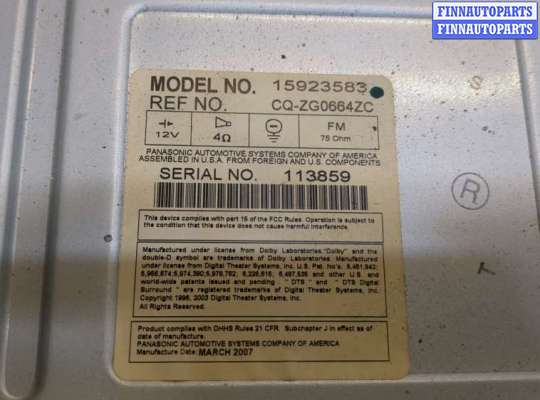 FINNAUTOPARTS
FINNAUTOPARTS
MODEL NO. 15923583
REF NO. CQ-ZG0664ZC
12V 4Ω FM
75 Ohm
PANASONIC AUTOMOTIVE SYSTEMS COMPANY OF AMERICA
ASSEMBLED IN U.S.A. FROM FOREIGN AND U.S. COMPONENTS
SERIAL NO. 113859
This device complies with part 15 of the FCC Rules. Operation is subject to
the condition that this device does not cause harmful interference.
Manufactured under license from Dolby Laboratories."Dolby" and the
double-D symbol are trademarks of Dolby Laboratories. Manufactured
under license from Digital Theater Systems, Inc. U.S. Pat. No's. 5,451,942;
5,956,674; 5,974,380; 5,978,762; 6,226,616; 6,487,535 and other U.S. and
world-wide patents issued and pending. " DTS " and " DTS Digital
Surround " are registered trademarks of Digital Theater Systems, Inc.
Copyright 1996, 2003 Digital Theater Systems, Inc.
All Rights Reserved.
Product complies with DHHS Rules 21 CFR. Subchapter J in effect as of
date of manufacture.
PANASONIC AUTOMOTIVE SYSTEMS COMPANY OF AMERICA
Manufacture Date: MARCH 2007
R